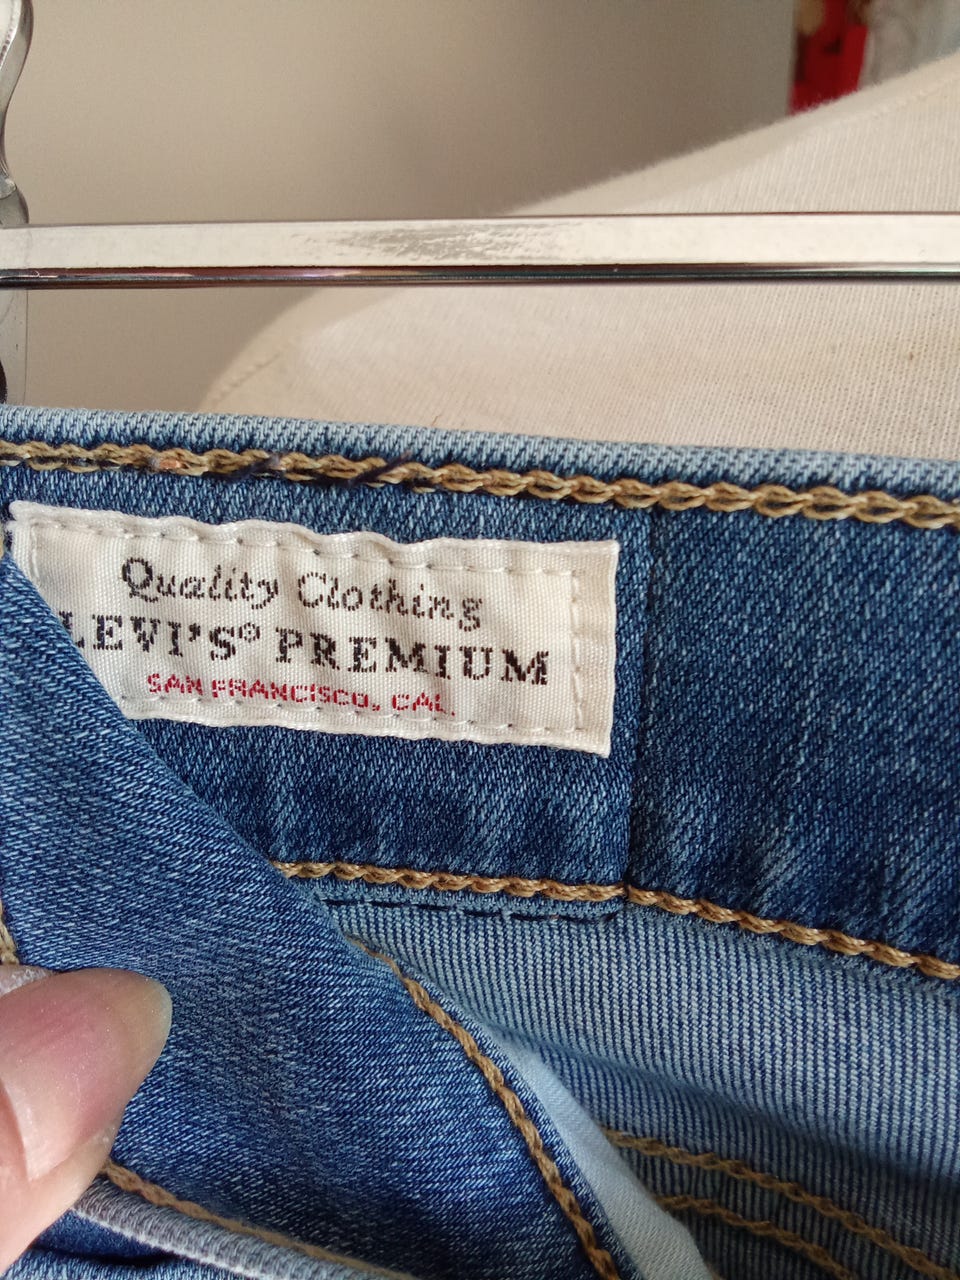 Quality Clothing
LEVI'S® PREMIUM
SAN FRANCISCO, CAL.